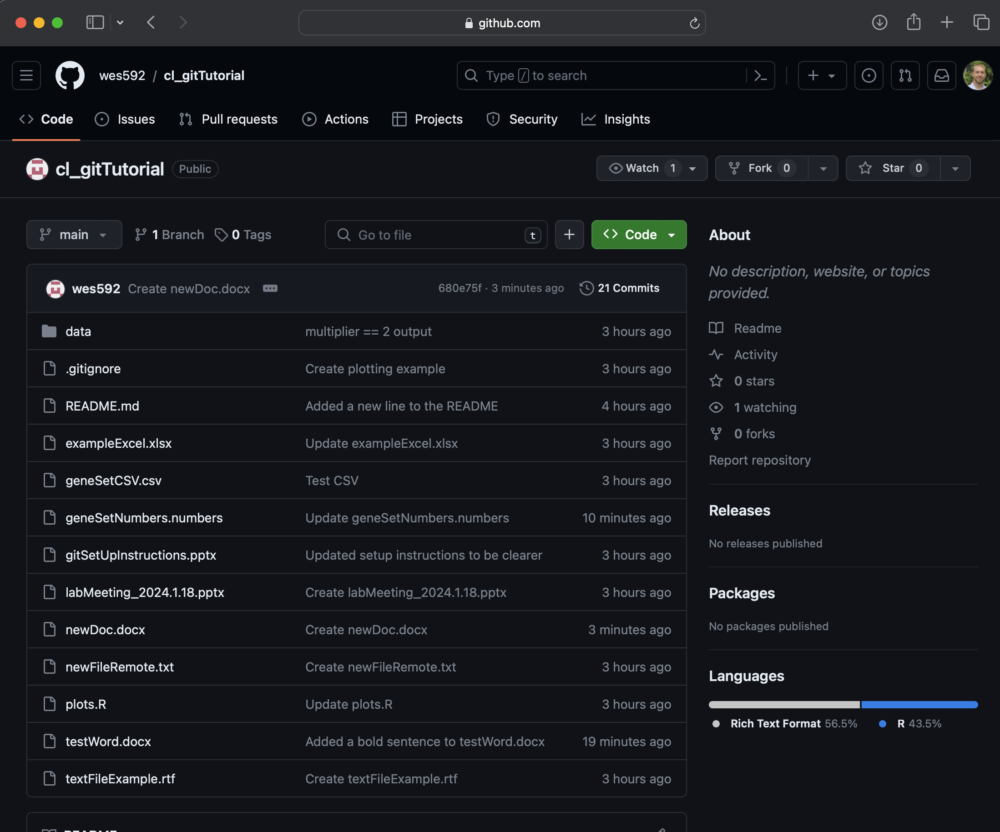 github.com
wes592 / cl_gitTutorial
Type / to search
Code Issues Pull requests Actions Projects Security Insights
cl_gitTutorial Public
Watch 1 Fork 0 Star 0
main 1 Branch 0 Tags Go to file t Code
wes592 Create newDoc.docx 680e75f · 3 minutes ago 21 Commits
data multiplier == 2 output 3 hours ago
.gitignore Create plotting example 3 hours ago
README.md Added a new line to the README 4 hours ago
exampleExcel.xlsx Update exampleExcel.xlsx 3 hours ago
geneSetCSV.csv Test CSV 3 hours ago
geneSetNumbers.numbers Update geneSetNumbers.numbers 10 minutes ago
gitSetUpInstructions.pptx Updated setup instructions to be clearer 3 hours ago
labMeeting_2024.1.18.pptx Create labMeeting_2024.1.18.pptx 3 hours ago
newDoc.docx Create newDoc.docx 3 minutes ago
newFileRemote.txt Create newFileRemote.txt 3 hours ago
plots.R Update plots.R 3 hours ago
testWord.docx Added a bold sentence to testWord.docx 19 minutes ago
textFileExample.rtf Create textFileExample.rtf 3 hours ago
README
About
No description, website, or topics
provided.
Readme
Activity
0 stars
1 watching
0 forks
Report repository
Releases
No releases published
Packages
No packages published
Languages
Rich Text Format 56.5% R 43.5%